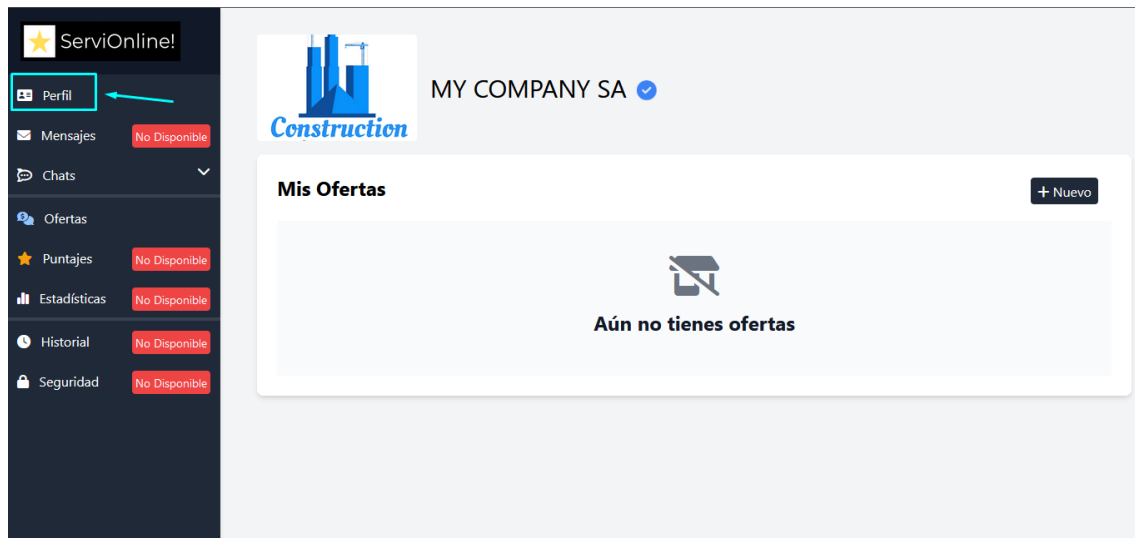 ServiOnline!
Perfil
Mensajes No Disponible
Chats
Ofertas
Puntajes No Disponible
Estadísticas No Disponible
Historial No Disponible
Seguridad No Disponible
Construction
MY COMPANY SA
Mis Ofertas
+ Nuevo
Aún no tienes ofertas